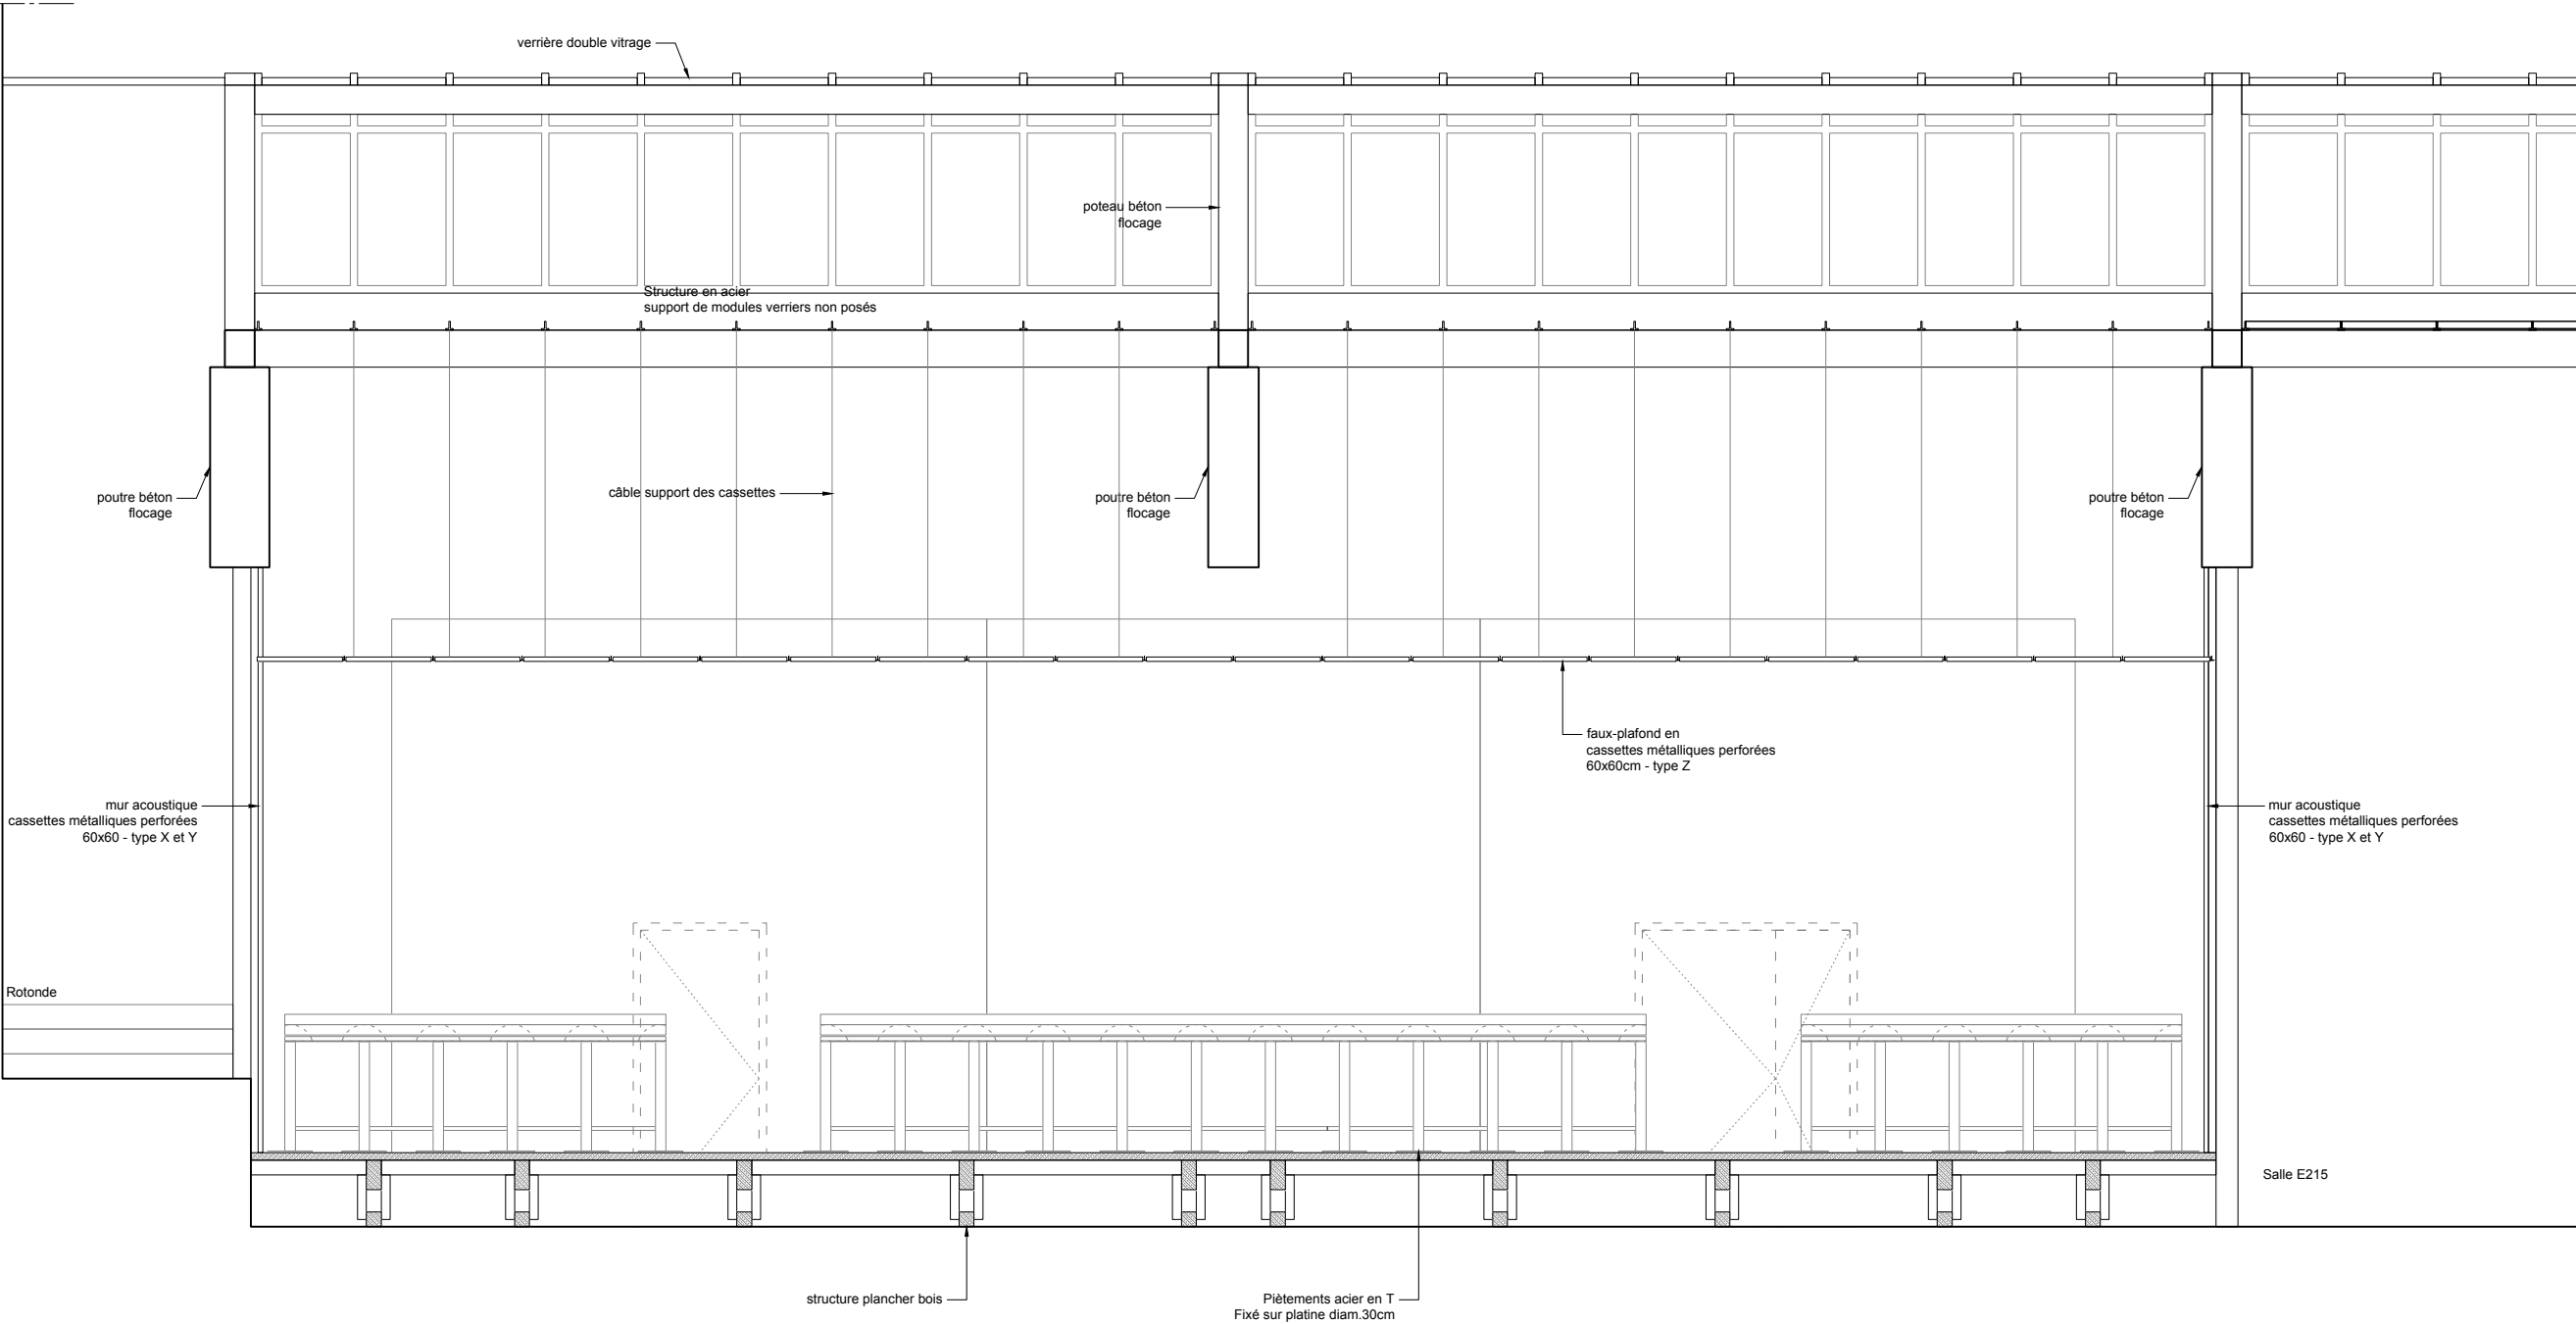 verrière double vitrage
poteau béton
flocage
Structure en acier
support de modules verriers non posés
poutre béton
flocage
câble support des cassettes
poutre béton
flocage
poutre béton
flocage
faux-plafond en
cassettes métalliques perforées
60x60cm - type Z
mur acoustique
cassettes métalliques perforées
60x60 - type X et Y
mur acoustique
cassettes métalliques perforées
60x60 - type X et Y
Rotonde
Salle E215
structure plancher bois
Piètements acier en T
Fixé sur platine diam.30cm